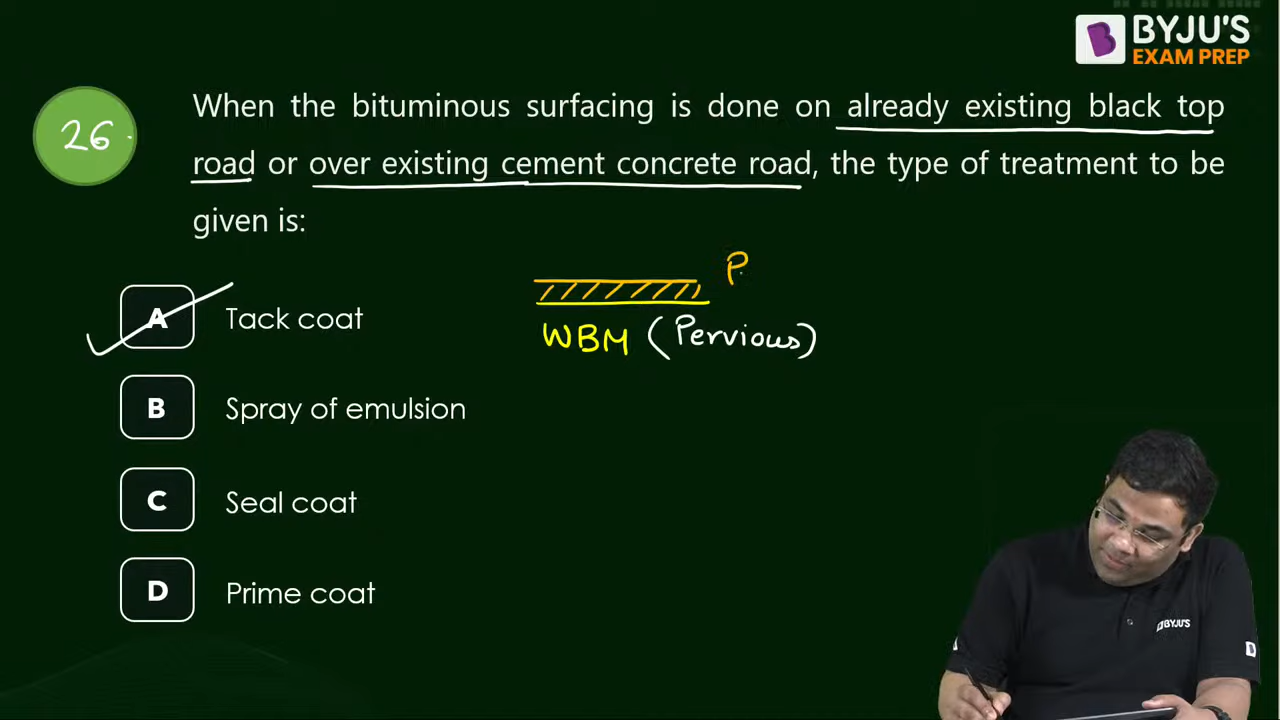 BYJU'S
EXAM PREP
26.
When the bituminous surfacing is done on already existing black top
road or over existing cement concrete road, the type of treatment to be
given is:
P
WBM (Pervious)
A Tack coat
B Spray of emulsion
C Seal coat
D Prime coat
BYJU'S